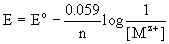 E = E° − 0.059/n log 1/[M^z+]